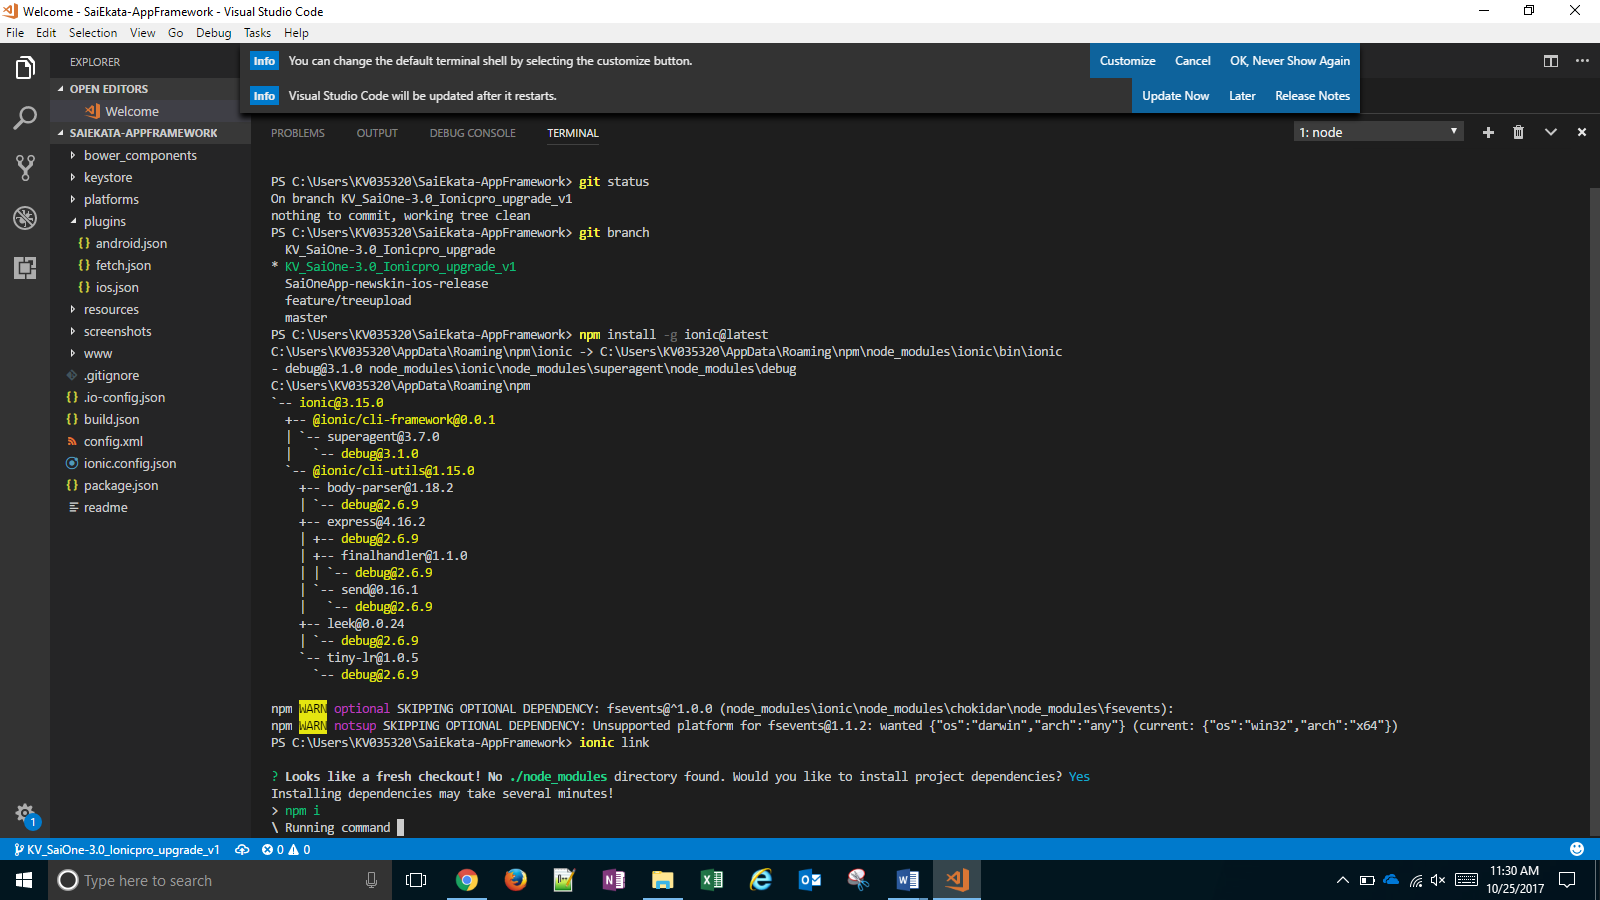 Welcome - SaiEkata-AppFramework - Visual Studio Code
File Edit Selection View Go Debug Tasks Help
EXPLORER
OPEN EDITORS
Welcome
SAIEKATA-APPFRAMEWORK
bower_components
keystore
platforms
plugins
{} android.json
{} fetch.json
{} ios.json
resources
screenshots
www
.gitignore
{} .io-config.json
{} build.json
config.xml
ionic.config.json
{} package.json
readme
1
Info You can change the default terminal shell by selecting the customize button. Customize Cancel OK, Never Show Again
Info Visual Studio Code will be updated after it restarts. Update Now Later Release Notes
PROBLEMS OUTPUT DEBUG CONSOLE TERMINAL 1: node
PS C:\Users\KV035320\SaiEkata-AppFramework> git status
On branch KV_SaiOne-3.0_Ionicpro_upgrade_v1
nothing to commit, working tree clean
PS C:\Users\KV035320\SaiEkata-AppFramework> git branch
  KV_SaiOne-3.0_Ionicpro_upgrade
* KV_SaiOne-3.0_Ionicpro_upgrade_v1
  SaiOneApp-newskin-ios-release
  feature/treeupload
  master
PS C:\Users\KV035320\SaiEkata-AppFramework> npm install -g ionic@latest
C:\Users\KV035320\AppData\Roaming\npm\ionic -> C:\Users\KV035320\AppData\Roaming\npm\node_modules\ionic\bin\ionic
- debug@3.1.0 node_modules\ionic\node_modules\superagent\node_modules\debug
C:\Users\KV035320\AppData\Roaming\npm
`-- ionic@3.15.0
  +-- @ionic/cli-framework@0.0.1
  | `-- superagent@3.7.0
  |   `-- debug@3.1.0
  `-- @ionic/cli-utils@1.15.0
    +-- body-parser@1.18.2
    | `-- debug@2.6.9
    +-- express@4.16.2
    | +-- debug@2.6.9
    | +-- finalhandler@1.1.0
    | | `-- debug@2.6.9
    | `-- send@0.16.1
    |   `-- debug@2.6.9
    +-- leek@0.0.24
    | `-- debug@2.6.9
    `-- tiny-lr@1.0.5
      `-- debug@2.6.9
npm WARN optional SKIPPING OPTIONAL DEPENDENCY: fsevents@^1.0.0 (node_modules\ionic\node_modules\chokidar\node_modules\fsevents):
npm WARN notsup SKIPPING OPTIONAL DEPENDENCY: Unsupported platform for fsevents@1.1.2: wanted {"os":"darwin","arch":"any"} (current: {"os":"win32","arch":"x64"})
PS C:\Users\KV035320\SaiEkata-AppFramework> ionic link
? Looks like a fresh checkout! No ./node_modules directory found. Would you like to install project dependencies? Yes
Installing dependencies may take several minutes!
> npm i
\ Running command
KV_SaiOne-3.0_Ionicpro_upgrade_v1 0 0
Type here to search
11:30 AM
10/25/2017